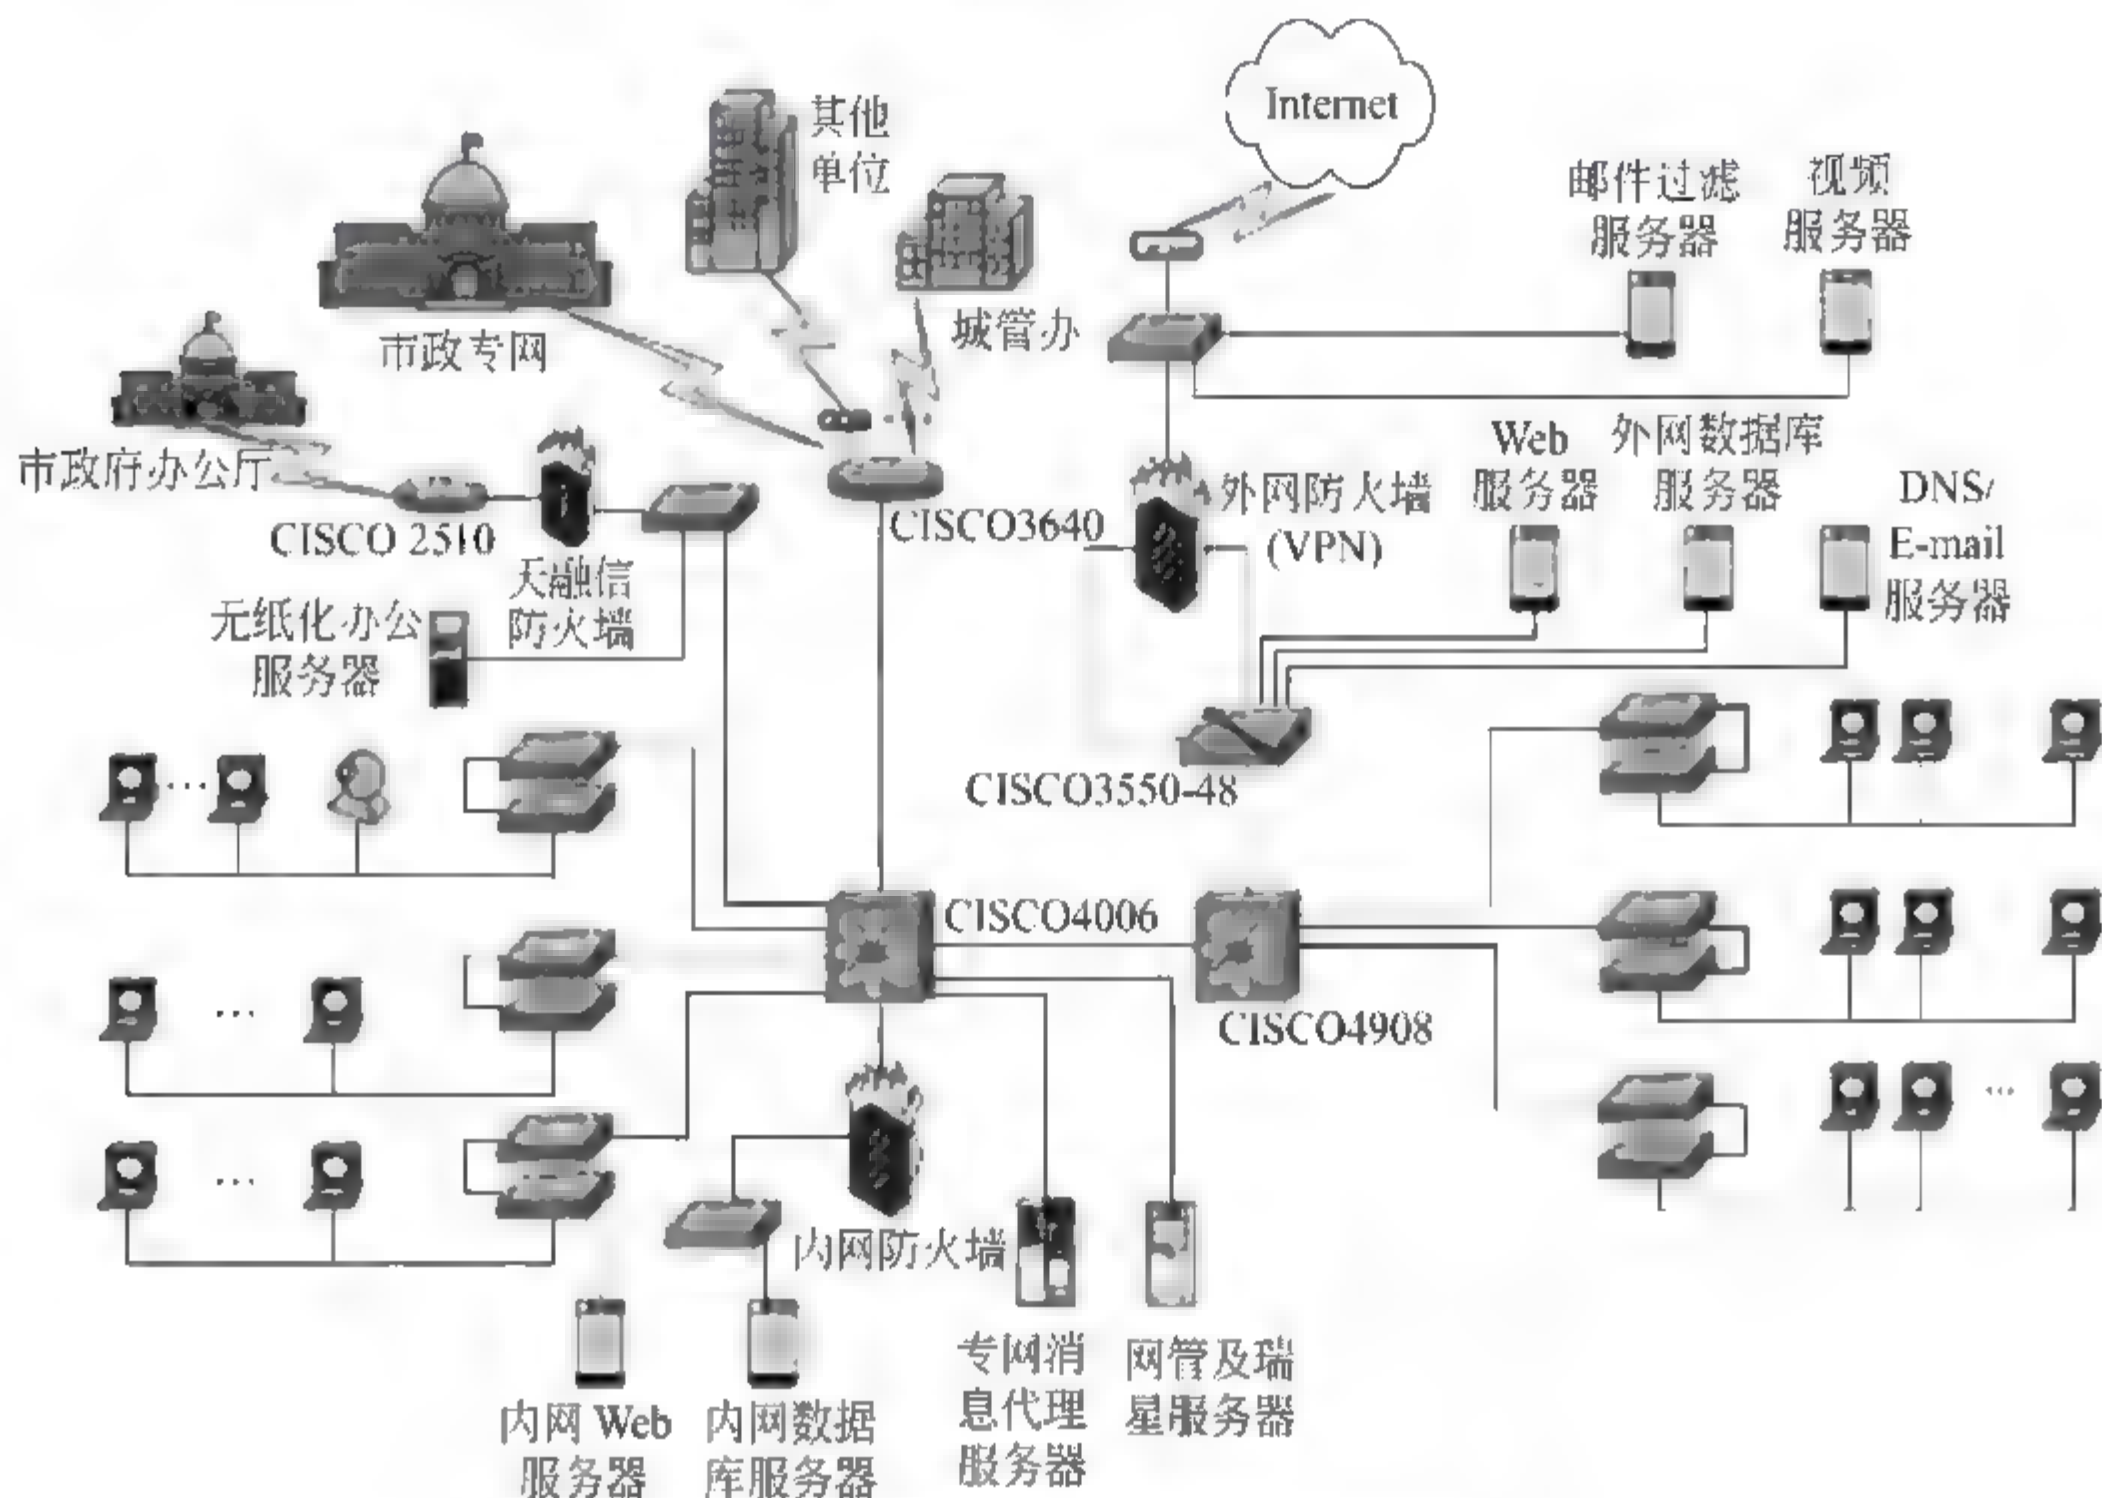 Internet
其他
单位
邮件过滤
服务器
视频
服务器
城管办
市政专网
市政府办公厅
Web
服务器
外网数据库
服务器
DNS/
E-mail
服务器
外网防火墙
(VPN)
CISCO 2510
CISCO3640
天融信
防火墙
无纸化办公
服务器
CISCO3550-48
...
CISCO4006
CISCO4908
...
...
...
内网防火墙
内网 Web
服务器
内网数据
库服务器
专网消
息代理
服务器
网管及瑞
星服务器